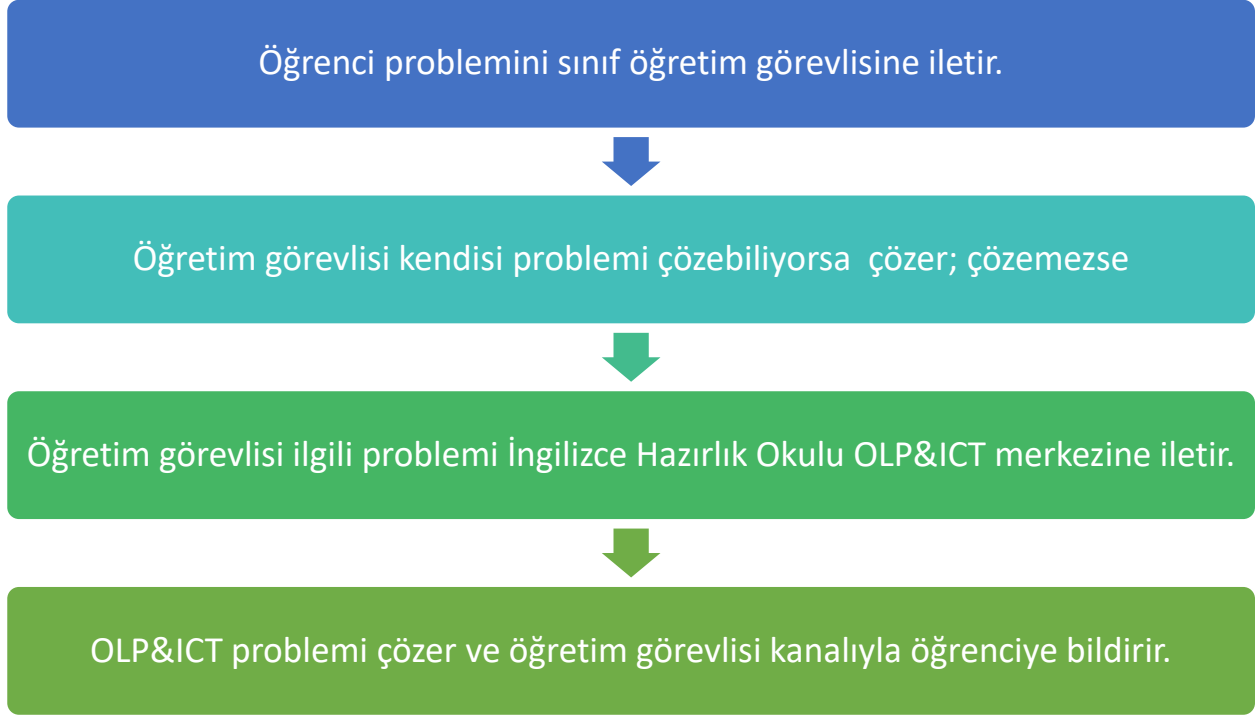 Öğrenci problemini sınıf öğretim görevlisine iletir.
Öğretim görevlisi kendisi problemi çözebiliyorsa  çözer; çözemezse
Öğretim görevlisi ilgili problemi İngilizce Hazırlık Okulu OLP&ICT merkezine iletir.
OLP&ICT problemi çözer ve öğretim görevlisi kanalıyla öğrenciye bildirir.